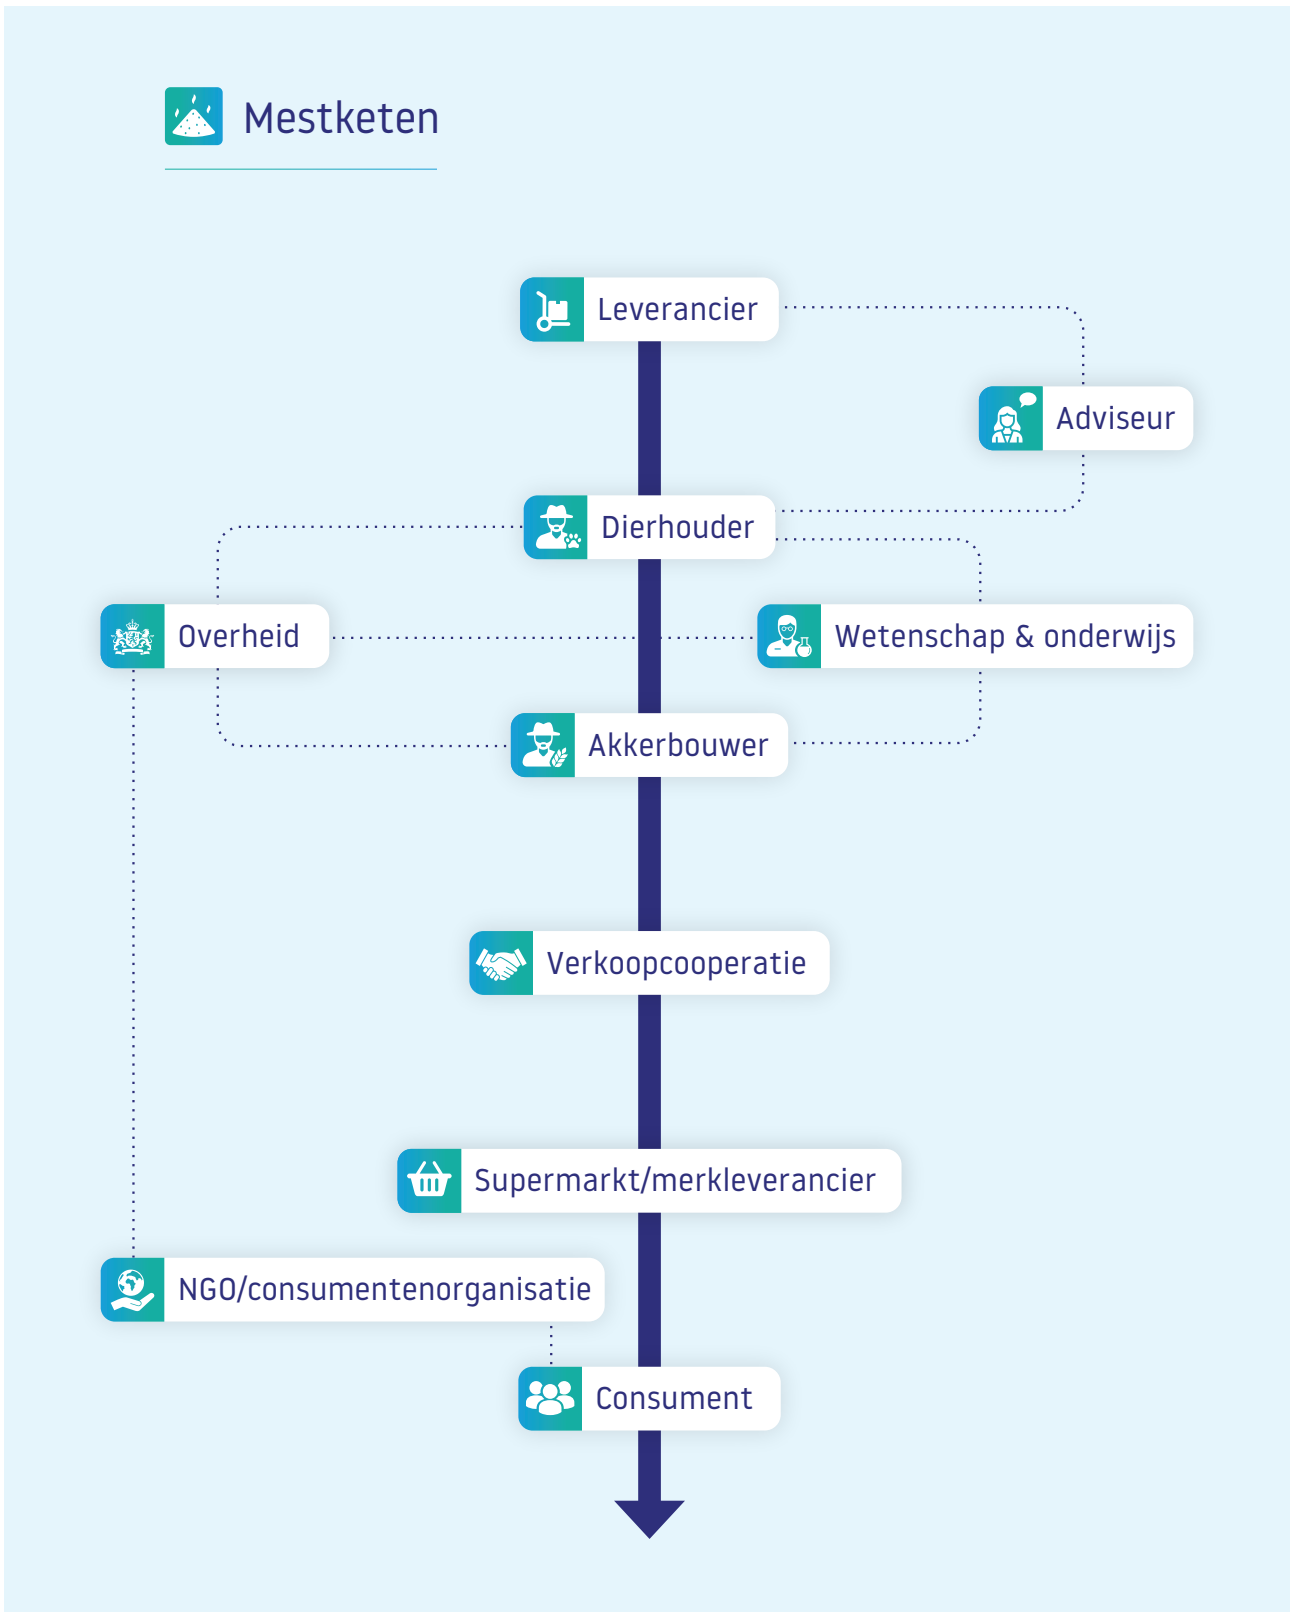 Mestketen
Leverancier
Adviseur
Dierhouder
Overheid
Wetenschap & onderwijs
Akkerbouwer
Verkoopcooperatie
Supermarkt/merkleverancier
NGO/consumentenorganisatie
Consument